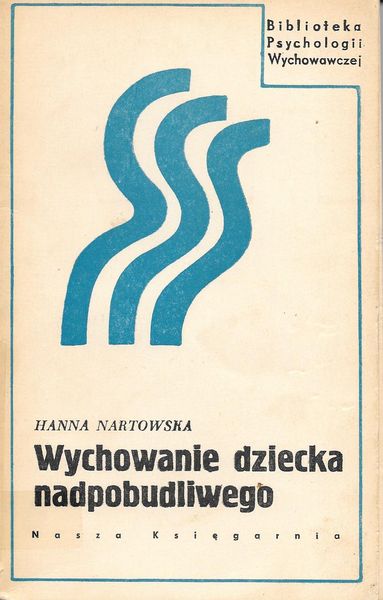 Biblioteka
Psychologii
Wychowawczej
HANNA NARTOWSKA
Wychowanie dziecka
nadpobudliwego
Nasza Księgarnia